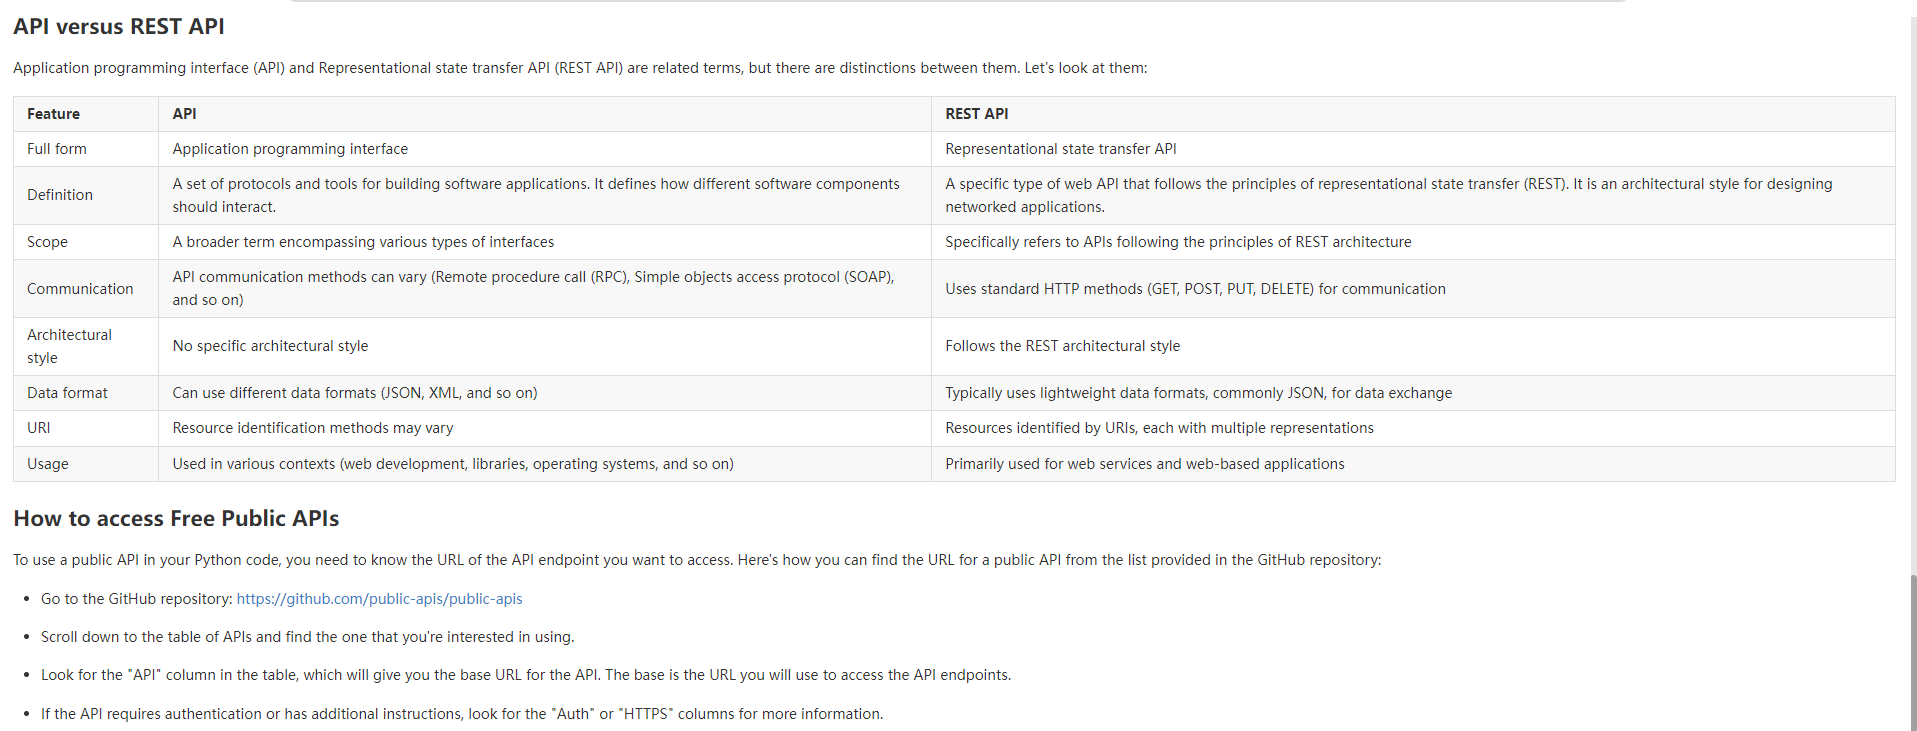 API versus REST API
Application programming interface (API) and Representational state transfer API (REST API) are related terms, but there are distinctions between them. Let's look at them:
Feature API REST API
Full form Application programming interface Representational state transfer API
Definition
A set of protocols and tools for building software applications. It defines how different software components
should interact.
A specific type of web API that follows the principles of representational state transfer (REST). It is an architectural style for designing
networked applications.
Scope A broader term encompassing various types of interfaces Specifically refers to APIs following the principles of REST architecture
Communication
API communication methods can vary (Remote procedure call (RPC), Simple objects access protocol (SOAP),
and so on)
Uses standard HTTP methods (GET, POST, PUT, DELETE) for communication
Architectural
style
No specific architectural style
Follows the REST architectural style
Data format Can use different data formats (JSON, XML, and so on) Typically uses lightweight data formats, commonly JSON, for data exchange
URI Resource identification methods may vary Resources identified by URIs, each with multiple representations
Usage Used in various contexts (web development, libraries, operating systems, and so on) Primarily used for web services and web-based applications
How to access Free Public APIs
To use a public API in your Python code, you need to know the URL of the API endpoint you want to access. Here's how you can find the URL for a public API from the list provided in the GitHub repository:
• Go to the GitHub repository: https://github.com/public-apis/public-apis
• Scroll down to the table of APIs and find the one that you're interested in using.
• Look for the "API" column in the table, which will give you the base URL for the API. The base is the URL you will use to access the API endpoints.
• If the API requires authentication or has additional instructions, look for the "Auth" or "HTTPS" columns for more information.